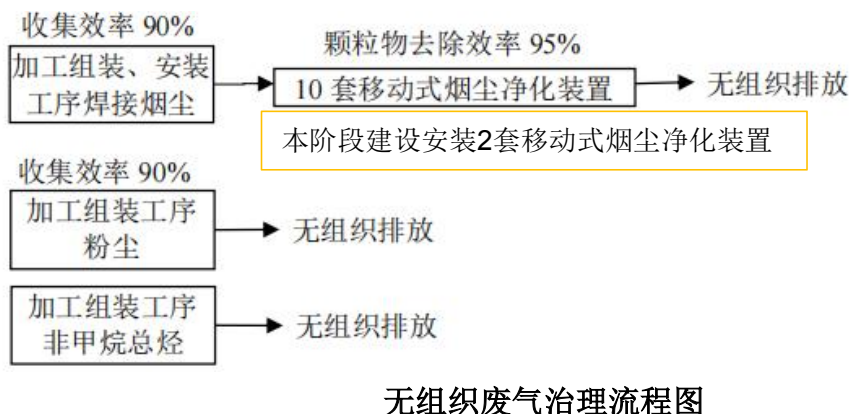 收集效率 90%
颗粒物去除效率 95%
加工组装、安装
工序焊接烟尘
10 套移动式烟尘净化装置
无组织排放
本阶段建设安装2套移动式烟尘净化装置
收集效率 90%
加工组装工序
粉尘
无组织排放
加工组装工序
非甲烷总烃
无组织排放
无组织废气治理流程图